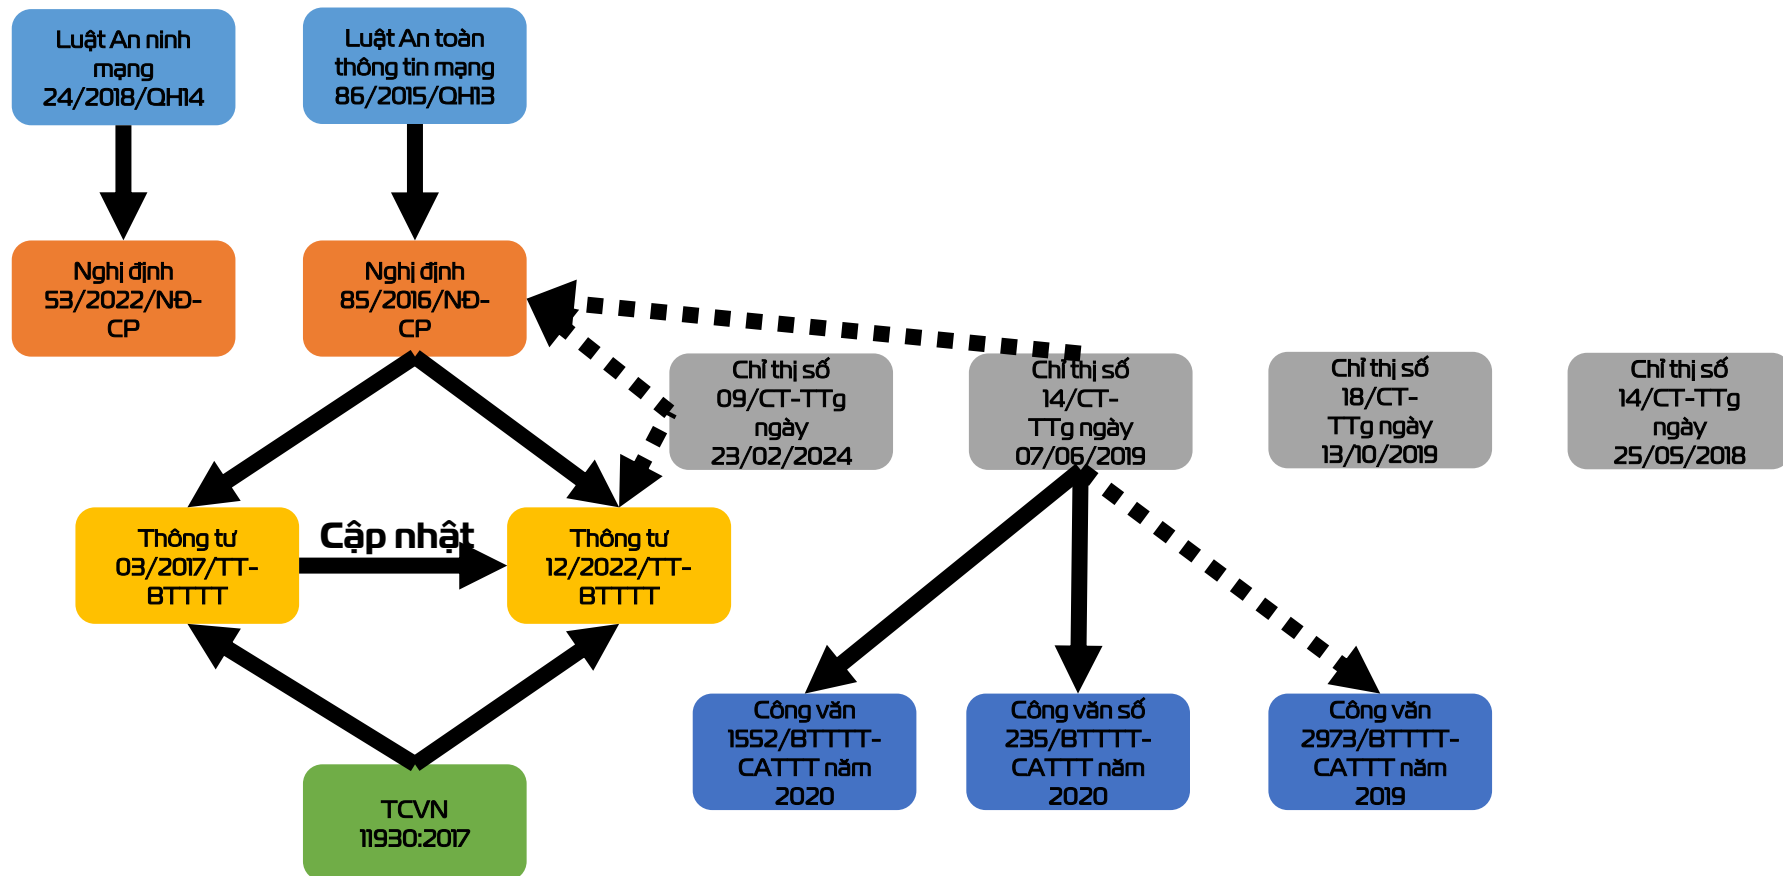 Luật An ninh
mạng
24/2018/QH14
Luật An toàn
thông tin mạng
86/2015/QH13
Nghị định
53/2022/NĐ-
CP
Nghị định
85/2016/NĐ-
CP
Chỉ thị số
09/CT-TTg
ngày
23/02/2024
Chỉ thị số
14/CT-
TTg ngày
07/06/2019
Chỉ thị số
18/CT-
TTg ngày
13/10/2019
Chỉ thị số
14/CT-TTg
ngày
25/05/2018
Thông tư
03/2017/TT-
BTTTT
Cập nhật
Thông tư
12/2022/TT-
BTTTT
Công văn
1552/BTTTT-
CATTT năm
2020
Công văn số
235/BTTTT-
CATTT năm
2020
Công văn
2973/BTTTT-
CATTT năm
2019
TCVN
11930:2017